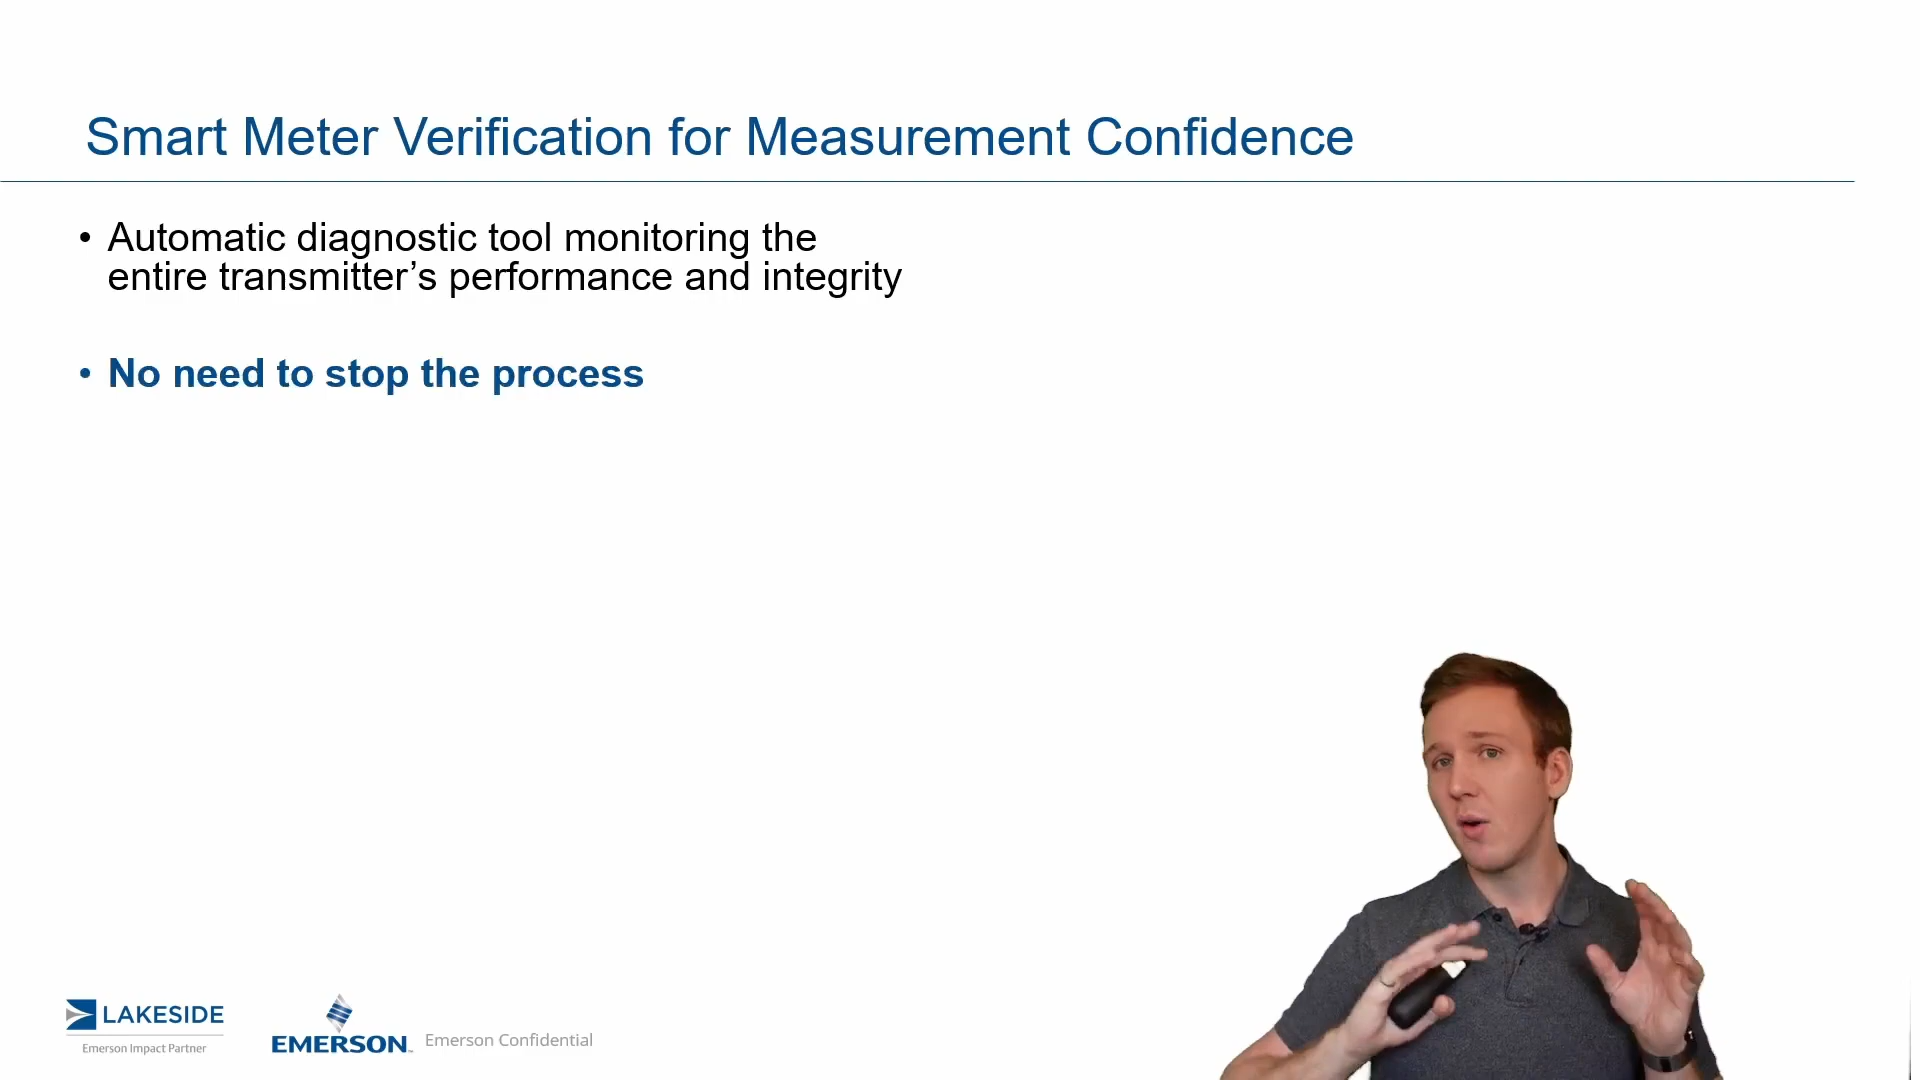 Smart Meter Verification for Measurement Confidence
• Automatic diagnostic tool monitoring the
entire transmitter’s performance and integrity
• No need to stop the process
LAKESIDE
Emerson Impact Partner
EMERSON™
Emerson Confidential